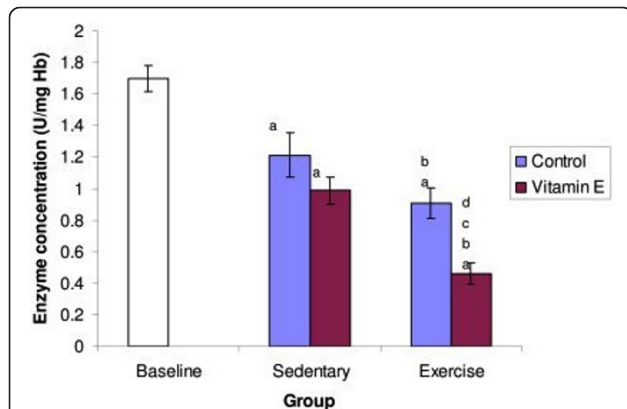 2
1.8
1.6
1.4
1.2
1
0.8
0.6
0.4
0.2
0
Enzyme concentration (U/mg Hb)
a
a
b
a
d
c
b
a
Control
Vitamin E
Baseline Sedentary Exercise
Group